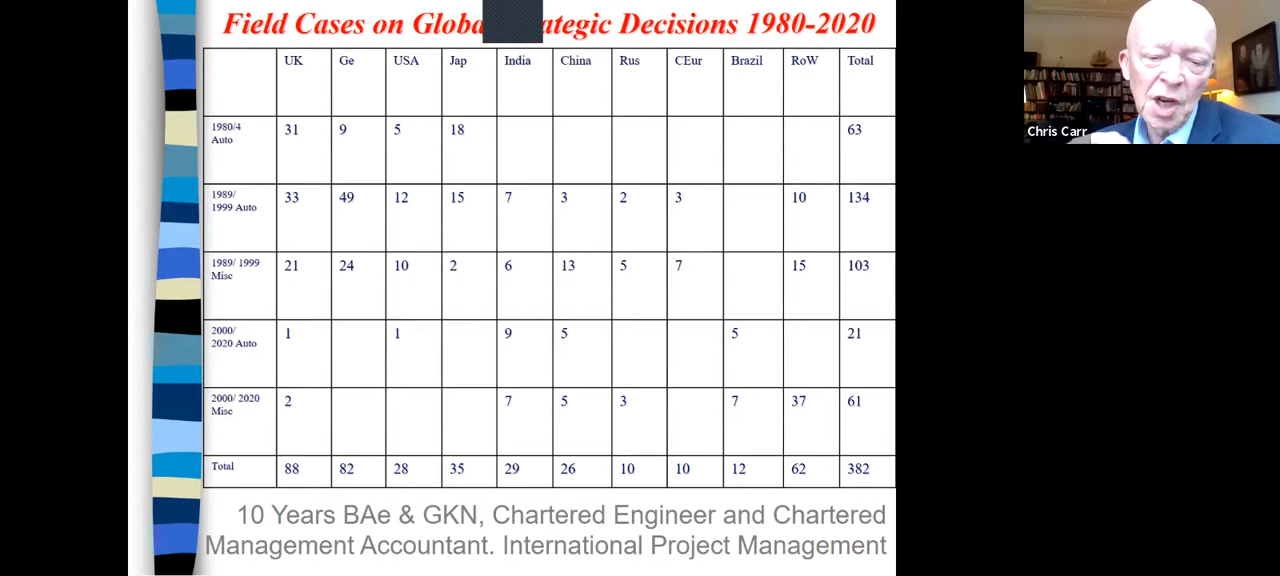 Field Cases on Globa ategic Decisions 1980-2020
UK Ge USA Jap India China Rus CEur Brazil RoW Total
1980/4
Auto
31 9 5 18 63
1989/
1999 Auto
33 49 12 15 7 3 2 3 10 134
1989/ 1999
Misc
21 24 10 2 6 13 5 7 15 103
2000/
2020 Auto
1 1 9 5 5 21
2000/ 2020
Misc
2 7 5 3 7 37 61
Total 88 82 28 35 29 26 10 10 12 62 382
10 Years BAe & GKN, Chartered Engineer and Chartered
Management Accountant. International Project Management
Chris Carr